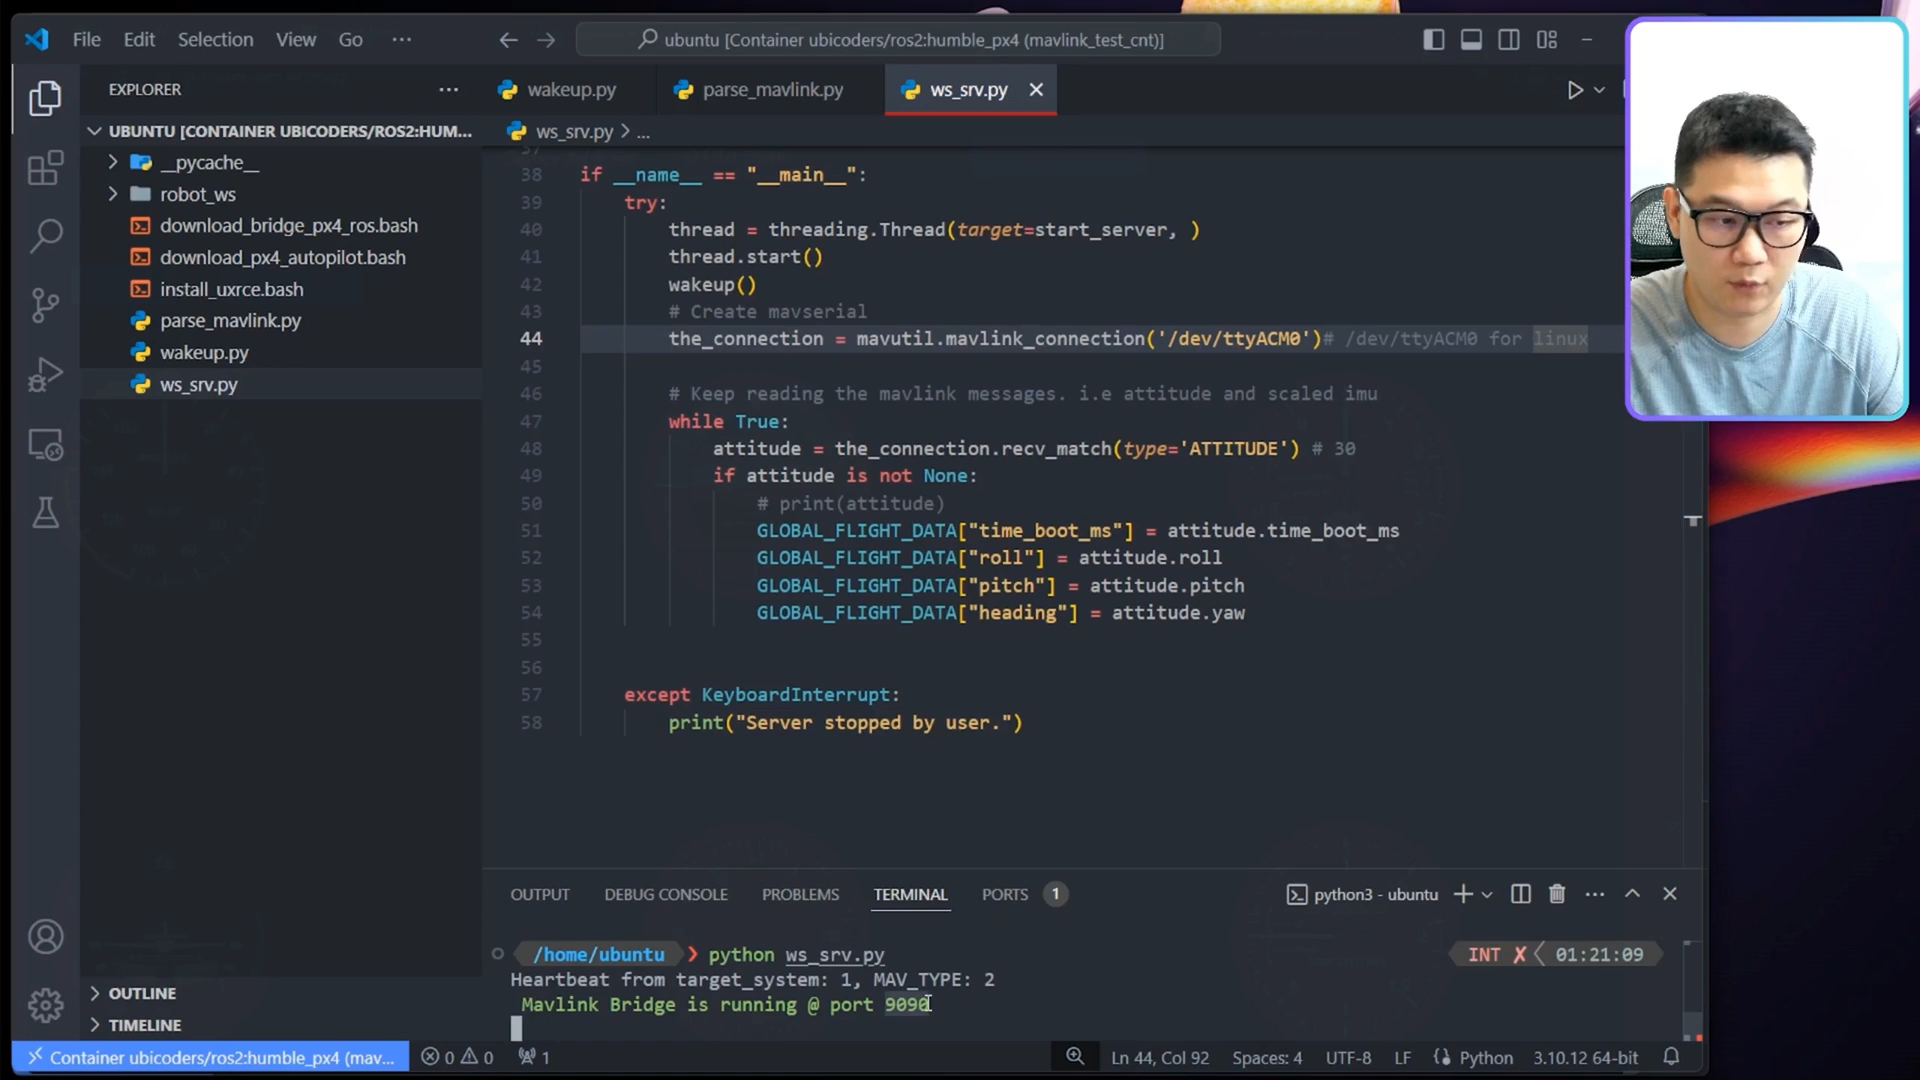 File Edit Selection View Go ···
ubuntu [Container ubicoders/ros2:humble_px4 (mavlink_test_cnt)]
EXPLORER
wakeup.py parse_mavlink.py ws_srv.py
UBUNTU [CONTAINER UBICODERS/ROS2:HUM...
ws_srv.py > ...
__pycache__
robot_ws
download_bridge_px4_ros.bash
download_px4_autopilot.bash
install_uxrce.bash
parse_mavlink.py
wakeup.py
ws_srv.py
37
38 if __name__ == "__main__":
39 try:
40 thread = threading.Thread(target=start_server, )
41 thread.start()
42 wakeup()
43 # Create mavserial
44 the_connection = mavutil.mavlink_connection('/dev/ttyACM0')# /dev/ttyACM0 for linux
45
46 # Keep reading the mavlink messages. i.e attitude and scaled imu
47 while True:
48 attitude = the_connection.recv_match(type='ATTITUDE') # 30
49 if attitude is not None:
50 # print(attitude)
51 GLOBAL_FLIGHT_DATA["time_boot_ms"] = attitude.time_boot_ms
52 GLOBAL_FLIGHT_DATA["roll"] = attitude.roll
53 GLOBAL_FLIGHT_DATA["pitch"] = attitude.pitch
54 GLOBAL_FLIGHT_DATA["heading"] = attitude.yaw
55
56
57 except KeyboardInterrupt:
58 print("Server stopped by user.")
OUTPUT DEBUG CONSOLE PROBLEMS TERMINAL PORTS 1
python3 - ubuntu
/home/ubuntu > python ws_srv.py
INT ✗ 01:21:09
Heartbeat from target_system: 1, MAV_TYPE: 2
Mavlink Bridge is running @ port 9090
OUTLINE
TIMELINE
Container ubicoders/ros2:humble_px4 (mav... 0 0 1
Ln 44, Col 92 Spaces: 4 UTF-8 LF Python 3.10.12 64-bit